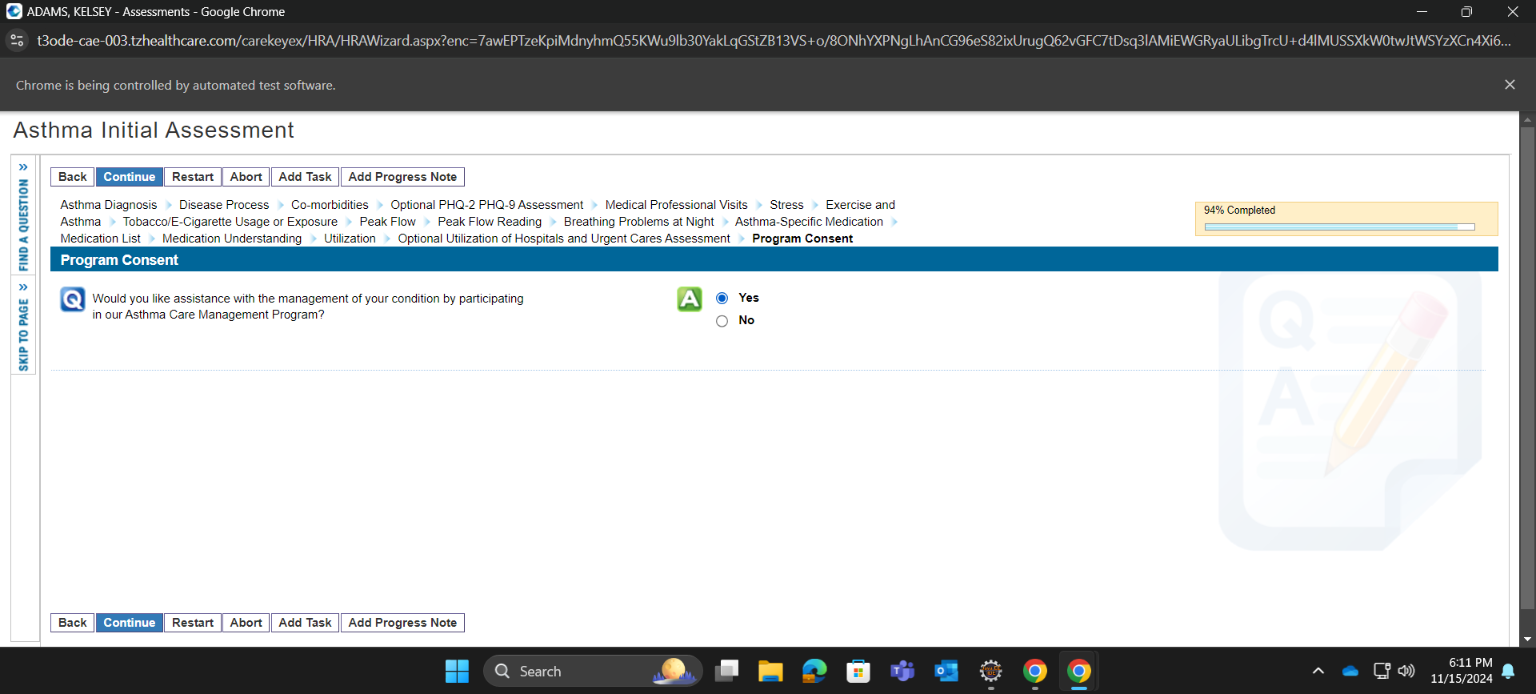 ADAMS, KELSEY - Assessments - Google Chrome
t3ode-cae-003.tzhealthcare.com/carekeyex/HRA/HRAWizard.aspx?enc=7awEPTzeKpiMdnyhmQ55KWu9lb30YakLqGStZB13VS+o/8ONhYXPNgLhAnCG96eS82ixUrugQ62vGFC7tDsq3lAMiEWGRyaULibgTrcU+d4lMUSSXkW0twJtWSYzXCn4Xi6...
Chrome is being controlled by automated test software.
Asthma Initial Assessment
FIND A QUESTION »
SKIP TO PAGE »
Back Continue Restart Abort Add Task Add Progress Note
Asthma Diagnosis Disease Process Co-morbidities Optional PHQ-2 PHQ-9 Assessment Medical Professional Visits Stress Exercise and
Asthma Tobacco/E-Cigarette Usage or Exposure Peak Flow Peak Flow Reading Breathing Problems at Night Asthma-Specific Medication
Medication List Medication Understanding Utilization Optional Utilization of Hospitals and Urgent Cares Assessment Program Consent
94% Completed
Program Consent
Q Would you like assistance with the management of your condition by participating
in our Asthma Care Management Program?
A Yes
No
Q
A
Back Continue Restart Abort Add Task Add Progress Note
Search
6:11 PM
11/15/2024